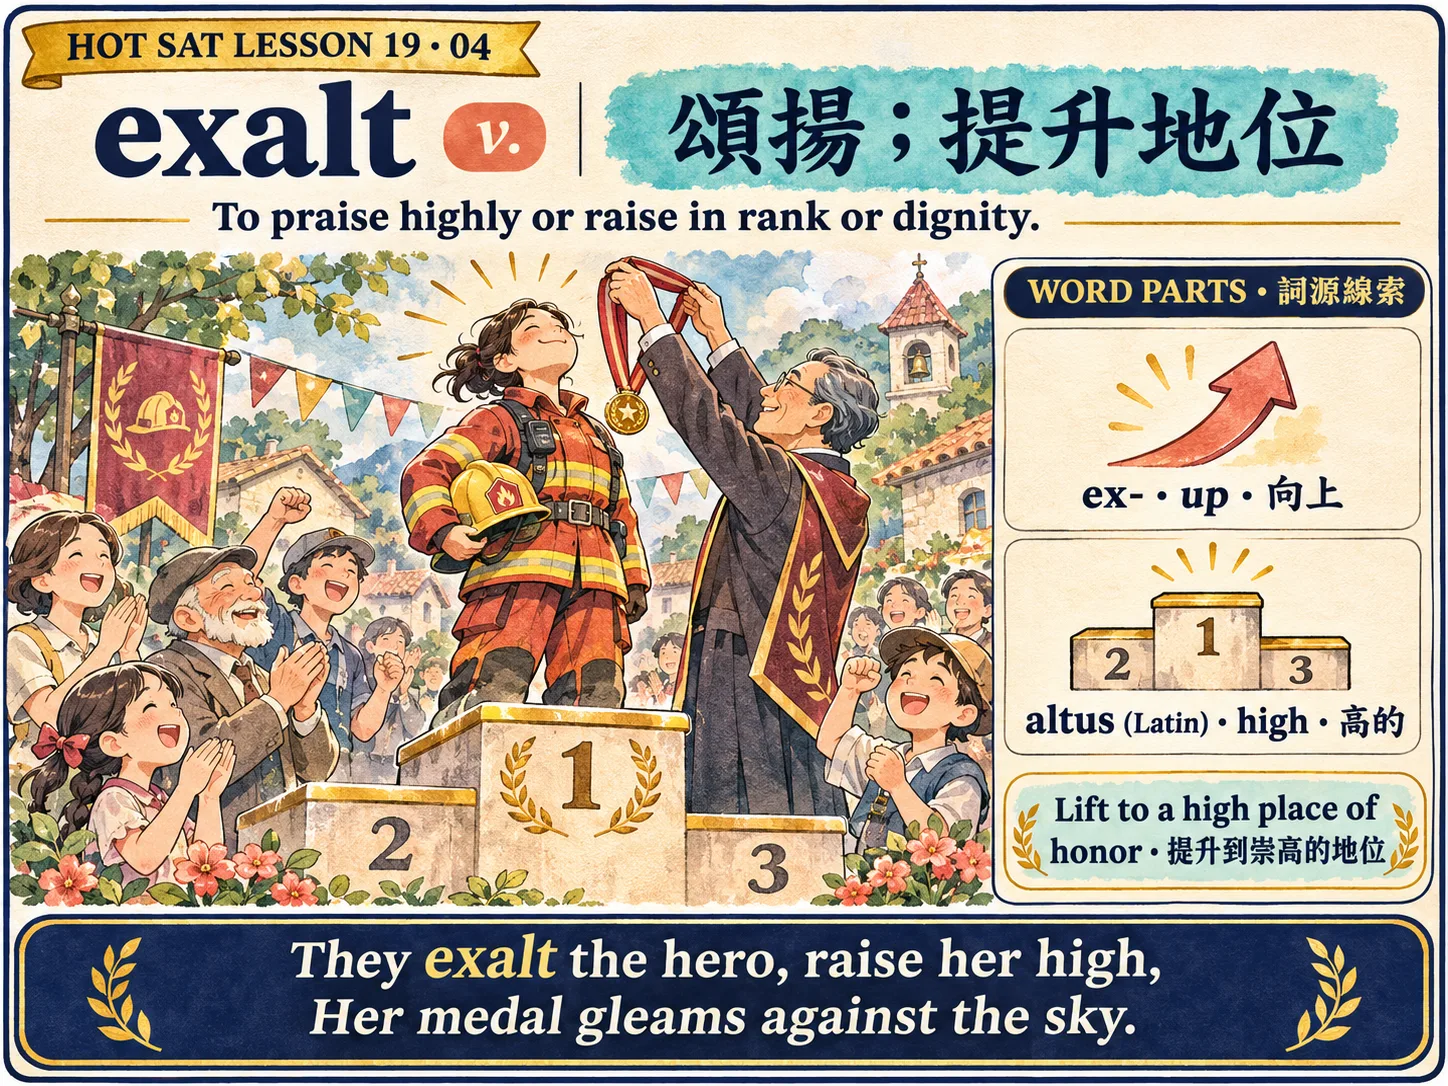 HOT SAT LESSON 19 • 04
exalt v.
頌揚；提升地位
To praise highly or raise in rank or dignity.
1
2
3
WORD PARTS • 詞源線索
ex- • up • 向上
1
2
3
altus (Latin) • high • 高的
Lift to a high place of
honor • 提升到崇高的地位
They exalt the hero, raise her high,
Her medal gleams against the sky.